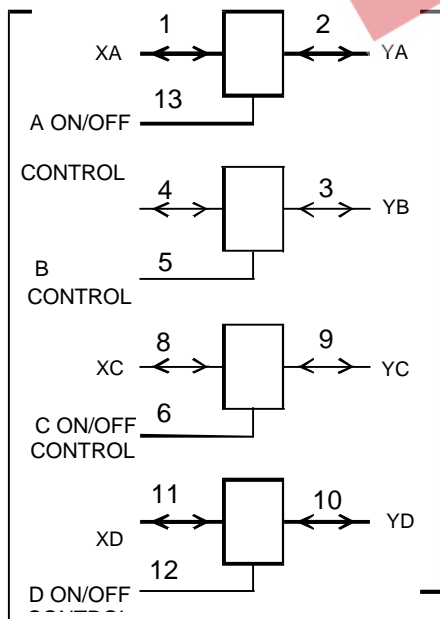 1 2
XA YA
13
A ON/OFF
CONTROL
4 3
YB
5
B
CONTROL
8 9
XC YC
6
C ON/OFF
CONTROL
11 10
XD YD
12
D ON/OFF